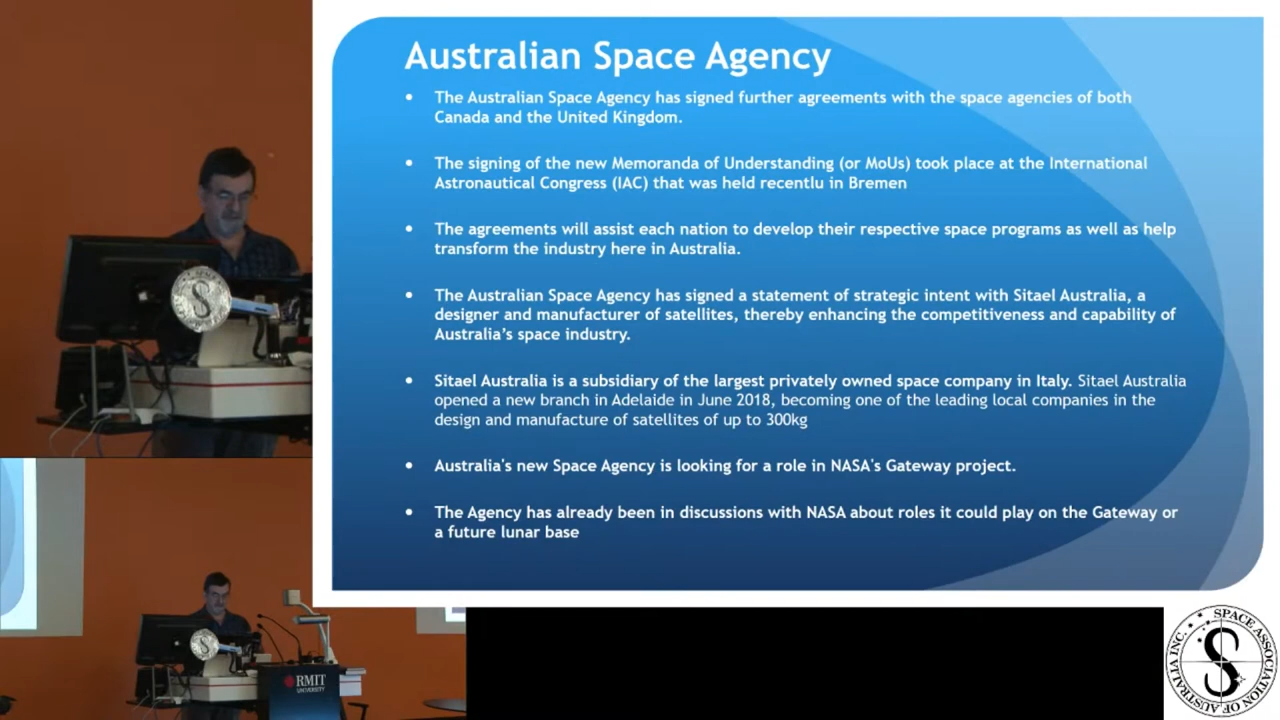 Australian Space Agency
• The Australian Space Agency has signed further agreements with the space agencies of both
Canada and the United Kingdom.
• The signing of the new Memoranda of Understanding (or MoUs) took place at the International
Astronautical Congress (IAC) that was held recentlu in Bremen
• The agreements will assist each nation to develop their respective space programs as well as help
transform the industry here in Australia.
• The Australian Space Agency has signed a statement of strategic intent with Sitael Australia, a
designer and manufacturer of satellites, thereby enhancing the competitiveness and capability of
Australia’s space industry.
• Sitael Australia is a subsidiary of the largest privately owned space company in Italy. Sitael Australia
opened a new branch in Adelaide in June 2018, becoming one of the leading local companies in the
design and manufacture of satellites of up to 300kg
• Australia's new Space Agency is looking for a role in NASA's Gateway project.
• The Agency has already been in discussions with NASA about roles it could play on the Gateway or
a future lunar base
RMIT
UNIVERSITY
SPACE ASSOCIATION OF AUSTRALIA INC.
S